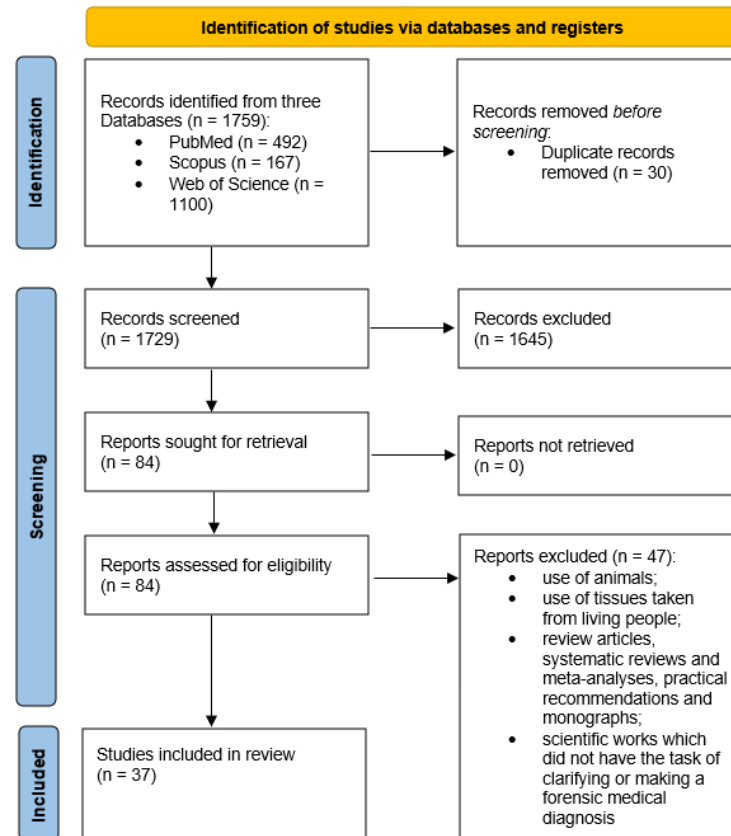 Identification of studies via databases and registers
Identification
Records identified from three
Databases (n = 1759):
• PubMed (n = 492)
• Scopus (n = 167)
• Web of Science (n =
1100)
Records removed before
screening:
• Duplicate records
removed (n = 30)
Screening
Records screened
(n = 1729)
Records excluded
(n = 1645)
Reports sought for retrieval
(n = 84)
Reports not retrieved
(n = 0)
Reports assessed for eligibility
(n = 84)
Reports excluded (n = 47):
• use of animals;
• use of tissues taken
from living people;
• review articles,
systematic reviews and
meta-analyses, practical
recommendations and
monographs;
• scientific works which
did not have the task of
clarifying or making a
forensic medical
diagnosis
Included
Studies included in review
(n = 37)